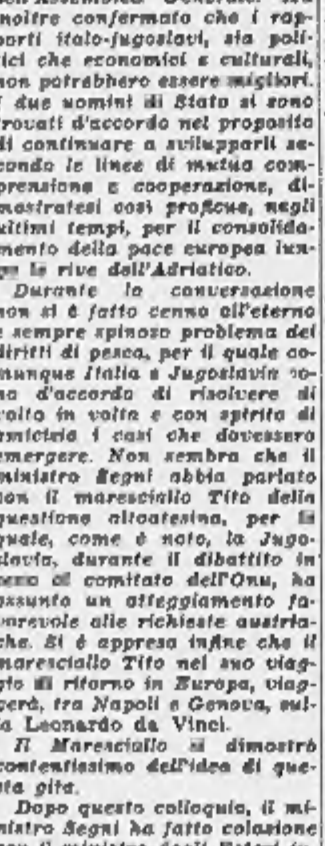 inoltre confermato che i rap-
porti italo-jugoslavi, sia poli-
tici che economici e culturali,
non potrebbero essere migliori.
I due uomini di Stato si sono
trovati d'accordo nel proposito
di continuare a svilupparli se-
condo le linee di mutua com-
prensione e cooperazione, di-
mostratesi così proficue, negli
ultimi tempi, per il consolida-
mento della pace europea lun-
go le rive dell'Adriatico.
Durante la conversazione
non si è fatto cenno all'eterno
e sempre spinoso problema dei
diritti di pesca, per il quale co-
munque Italia e Jugoslavia so-
no d'accordo di risolvere di
volta in volta e con spirito di
amicizia i casi che dovessero
emergere. Non sembra che il
ministro Segni abbia parlato
con il maresciallo Tito della
questione altoatesina, per la
quale, come è noto, la Jugo-
slavia, durante il dibattito in
seno al comitato dell'Onu, ha
assunto un atteggiamento fa-
vorevole alle richieste austria-
che. Si è appreso infine che il
maresciallo Tito nel suo viag-
gio di ritorno in Europa, viag-
gerà, tra Napoli e Genova, sul-
la Leonardo da Vinci.
Il Maresciallo si dimostrò
contentissimo dell'idea di que-
sta gita.
Dopo questo colloquio, il mi-
nistro Segni ha fatto colazione